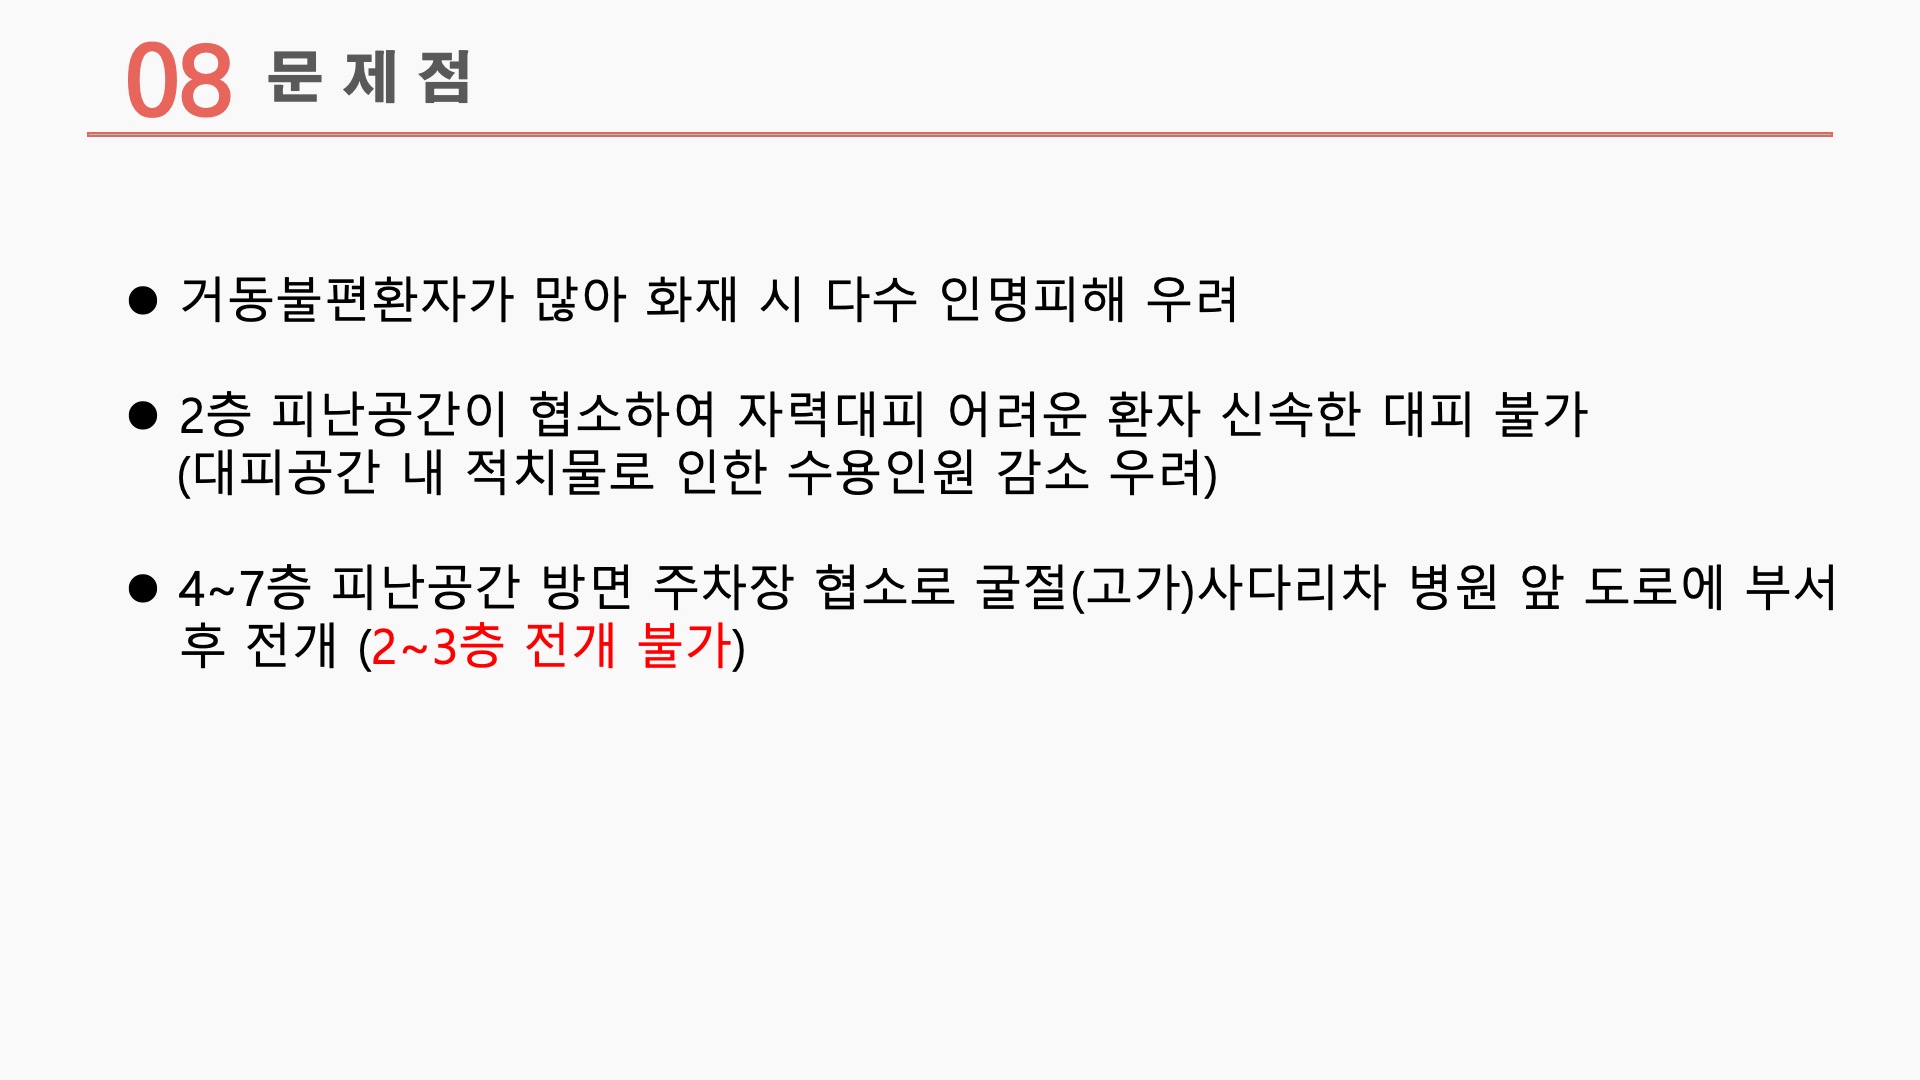 08 문제점
● 거동불편환자가 많아 화재 시 다수 인명피해 우려
● 2층 피난공간이 협소하여 자력대피 어려운 환자 신속한 대피 불가
(대피공간 내 적치물로 인한 수용인원 감소 우려)
● 4~7층 피난공간 방면 주차장 협소로 굴절(고가)사다리차 병원 앞 도로에 부서
후 전개 (2~3층 전개 불가)